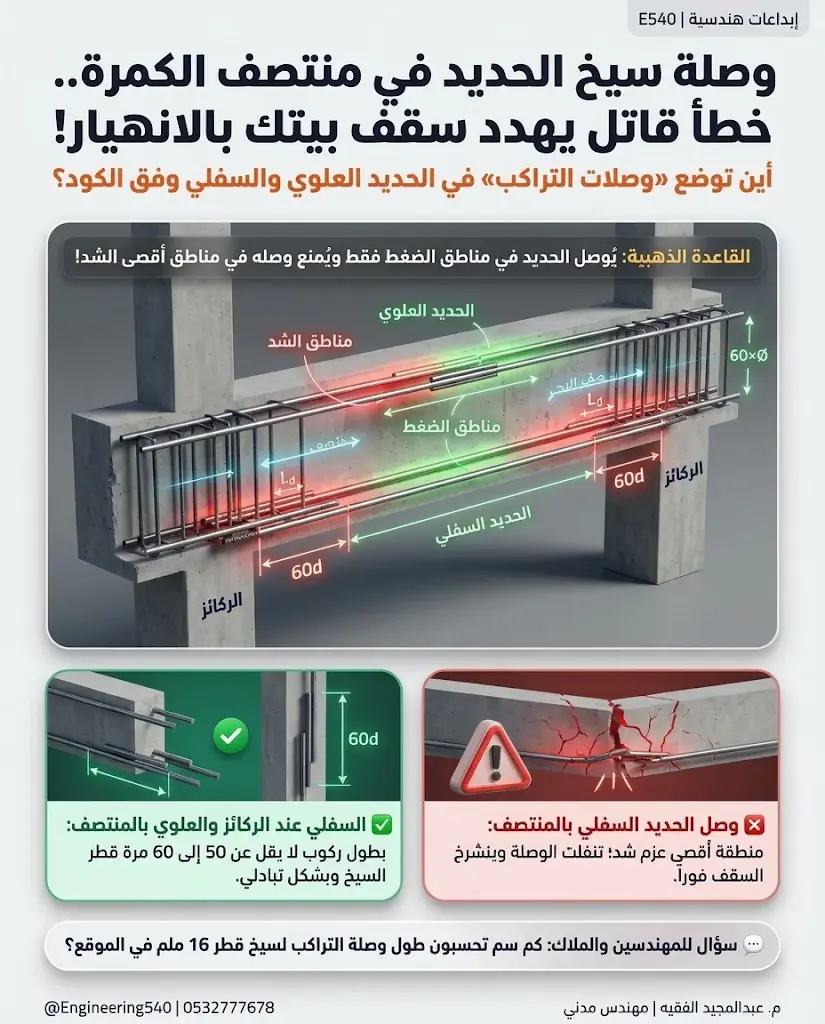 إبداعات هندسية | E540
وصلة سيخ الحديد في منتصف الكمرة..
خطأ قاتل يهدد سقف بيتك بالانهيار!
أين توضع «وصلات التراكب» في الحديد العلوي والسفلي وفق الكود؟
القاعدة الذهبية: يُوصل الحديد في مناطق الضغط فقط ويُمنع وصله في مناطق أقصى الشد!
الحديد العلوي
مناطق الشد
60×Ø
Ld
مناطق الضغط
Ld
60d
الركائز
الحديد السفلي
60d
الركائز
60d
✅ السفلي عند الركائز والعلوي بالمنتصف:
بطول ركوب لا يقل عن 50 إلى 60 مرة قطر
السيخ وبشكل تبادلي.
❎ وصل الحديد السفلي بالمنتصف:
منطقة أقصى عزم شد؛ تنفلت الوصلة وينشرخ
السقف فوراً.
💬 سؤال للمهندسين والملاك: كم سم تحسبون طول وصلة التراكب لسيخ قطر 16 ملم في الموقع؟
م. عبدالمجيد الفقيه | مهندس مدني
@Engineering540 | 0532777678